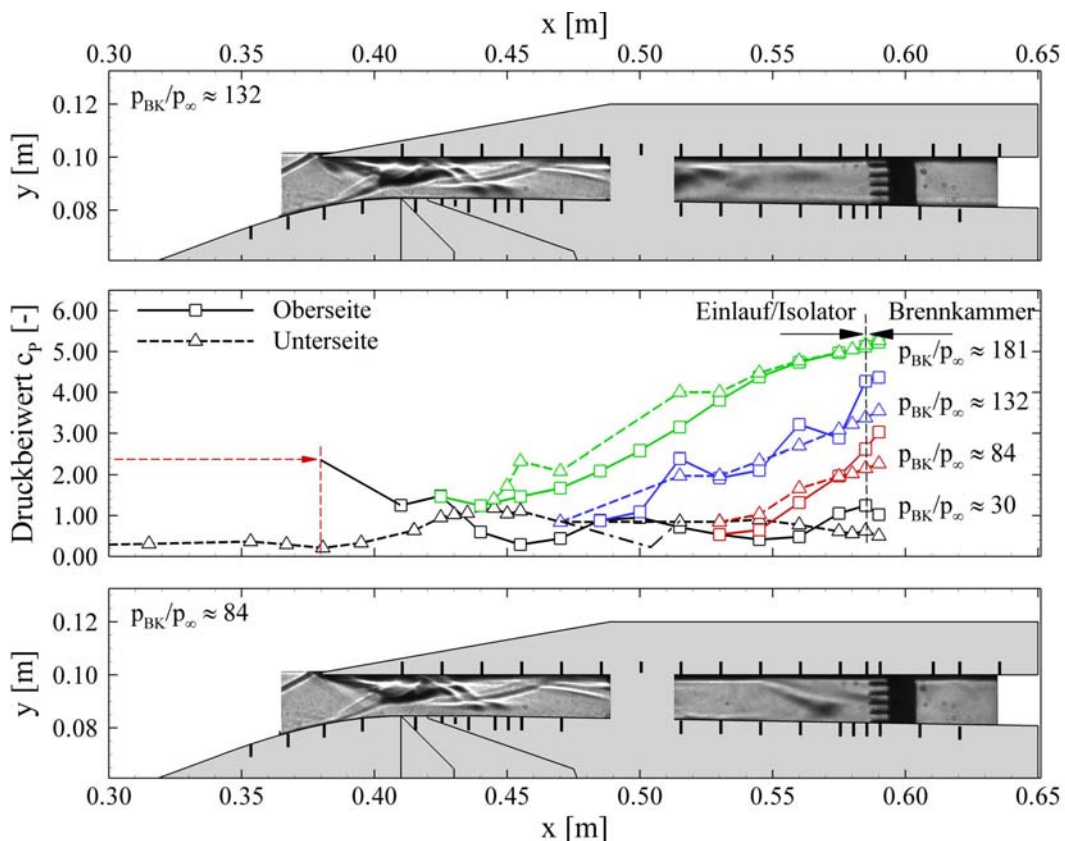 x [m]
0.30 0.35 0.40 0.45 0.50 0.55 0.60 0.65
p_BK/p_∞ ≈ 132
y [m]
0.12
0.10
0.08
Druckbeiwert c_P [-]
6.00
5.00
4.00
3.00
2.00
1.00
0.00
Oberseite
Unterseite
Einlauf/Isolator
Brennkammer
p_BK/p_∞ ≈ 181
p_BK/p_∞ ≈ 132
p_BK/p_∞ ≈ 84
p_BK/p_∞ ≈ 30
p_BK/p_∞ ≈ 84
y [m]
0.12
0.10
0.08
0.30 0.35 0.40 0.45 0.50 0.55 0.60 0.65
x [m]